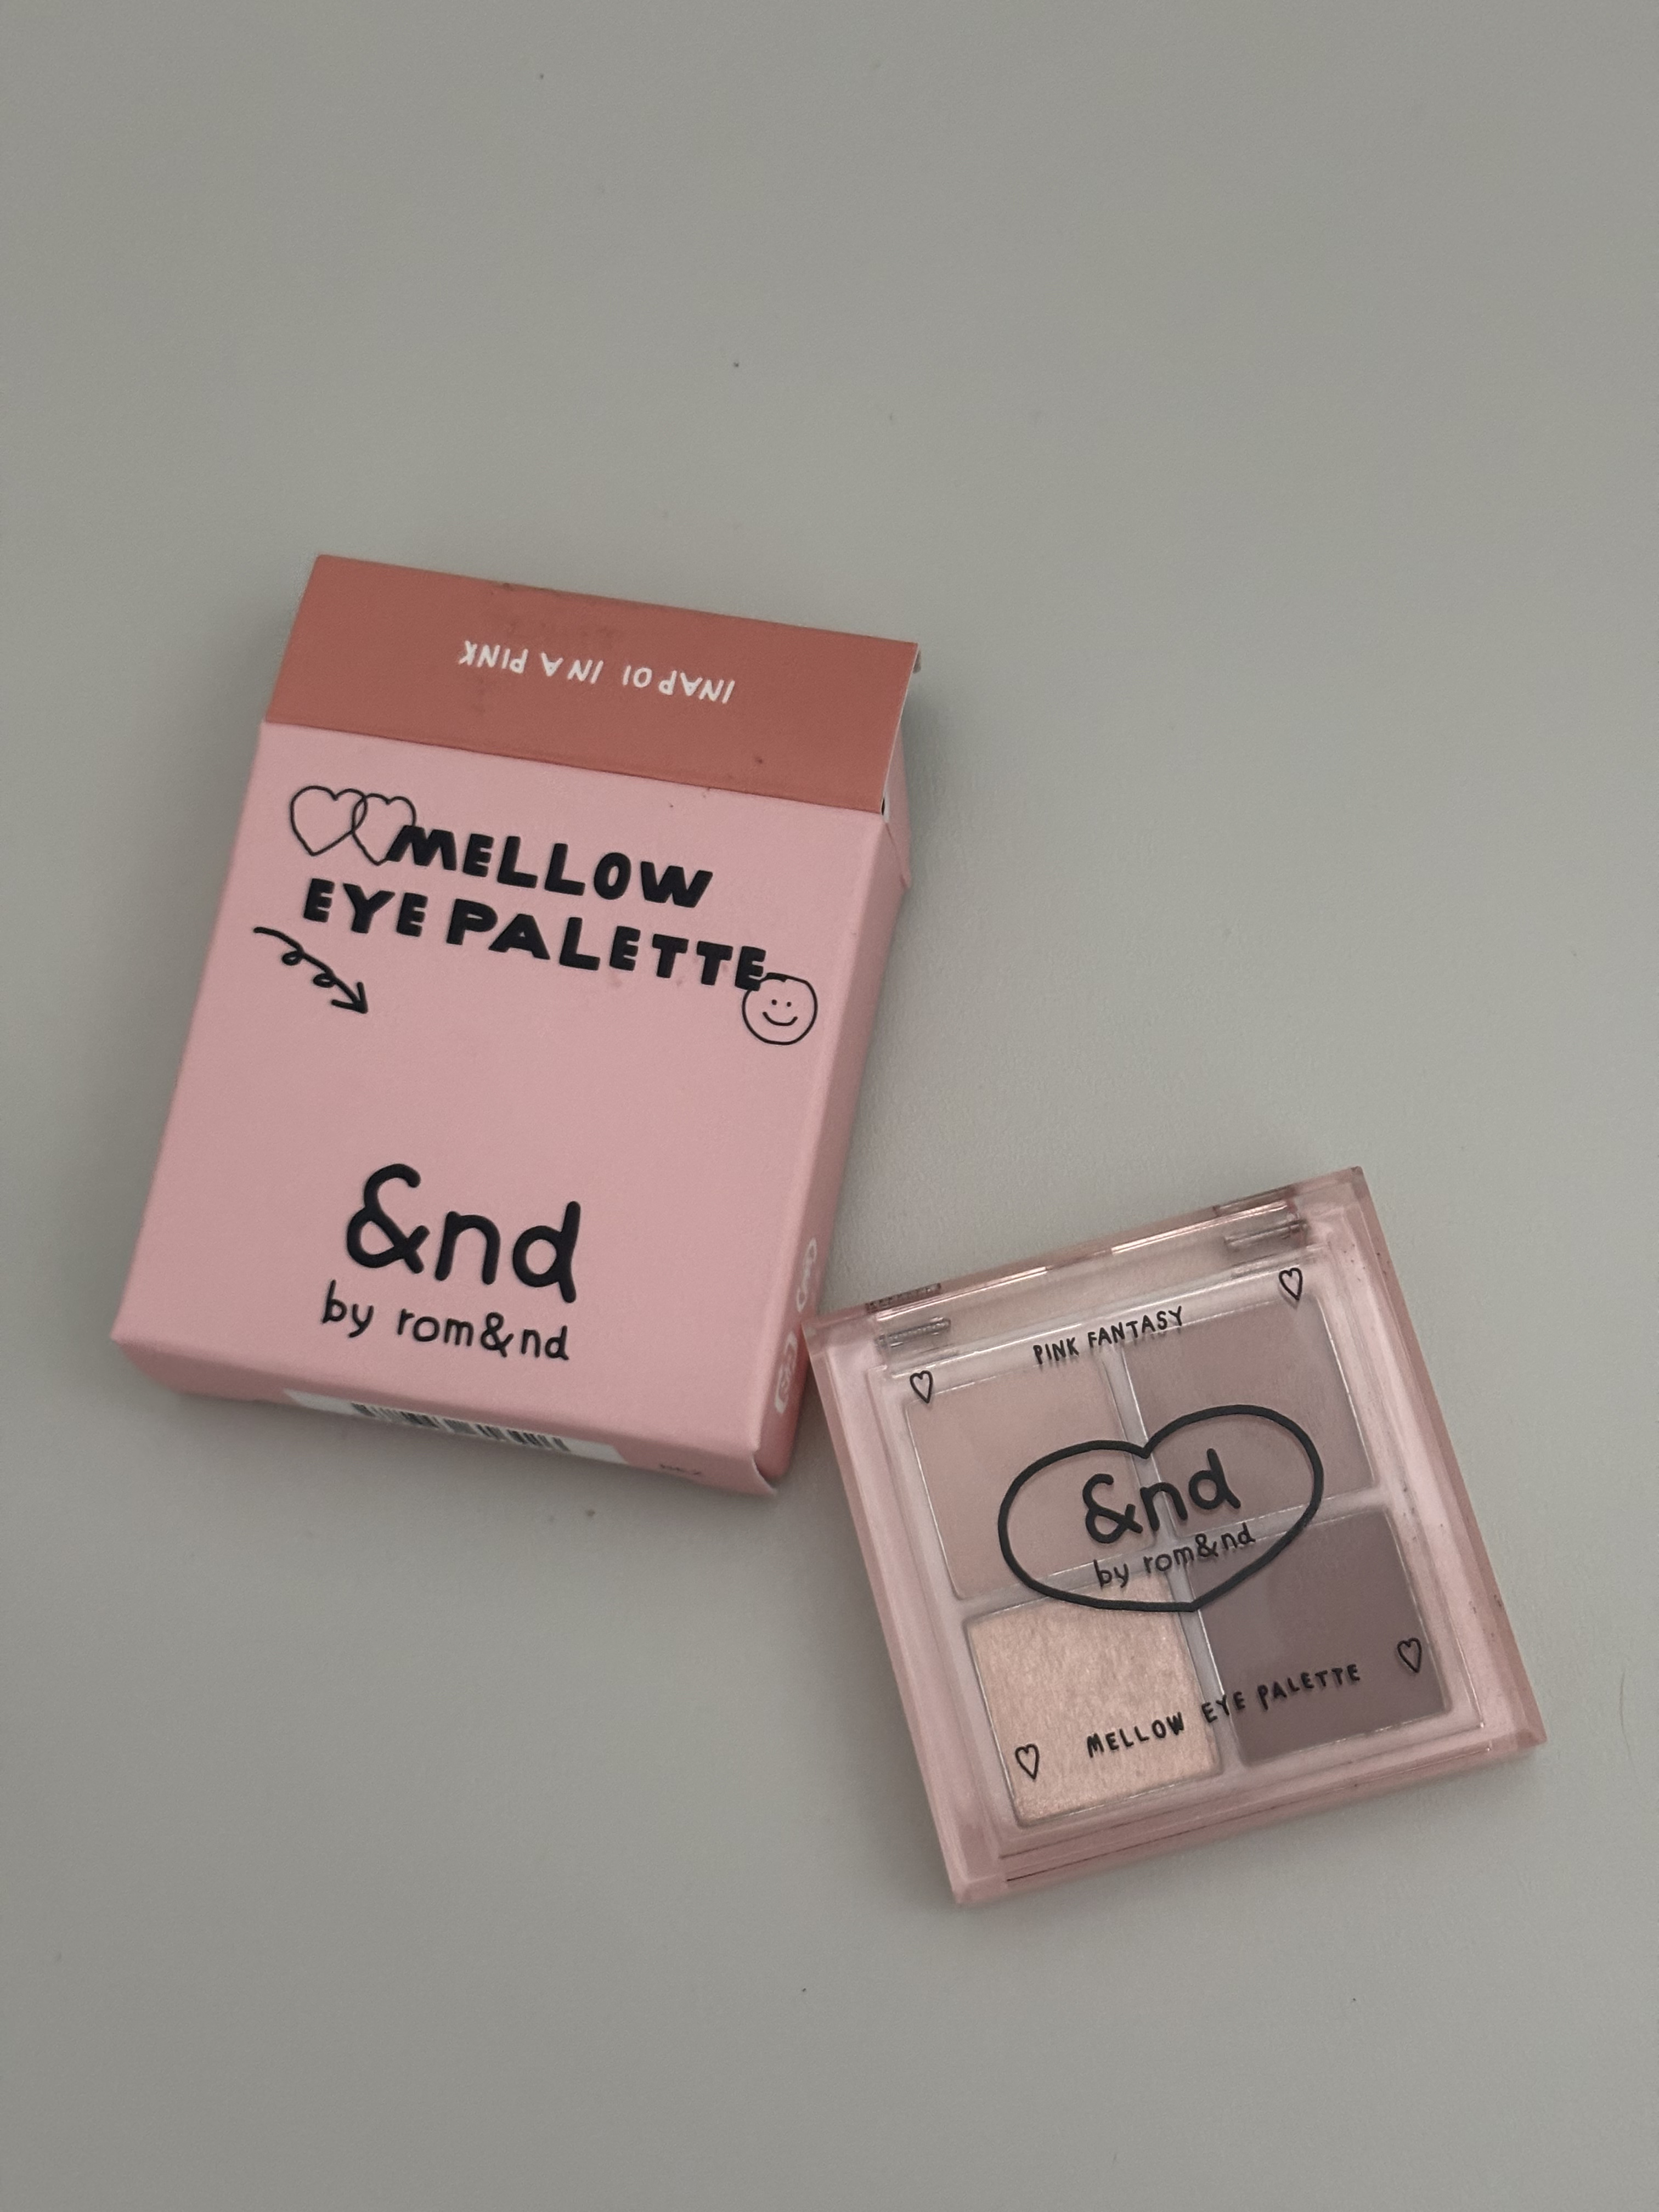 INAP 01 IN A PINK
MELLOW
EYE PALETTE
&nd
by rom&nd
PINK FANTASY
&nd
by rom&nd
MELLOW EYE PALETTE